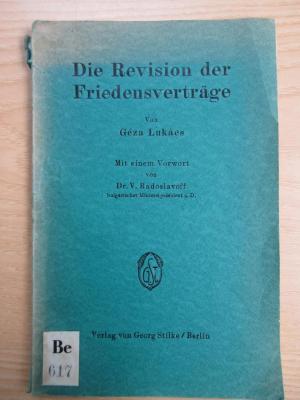 Die Revision der
Friedensverträge
Von
Géza Lukács
Mit einem Vorwort
von
Dr. V. Radoslavoff
bulgarischer Ministerpräsident a. D.
Verlag von Georg Stilke / Berlin
Be
617